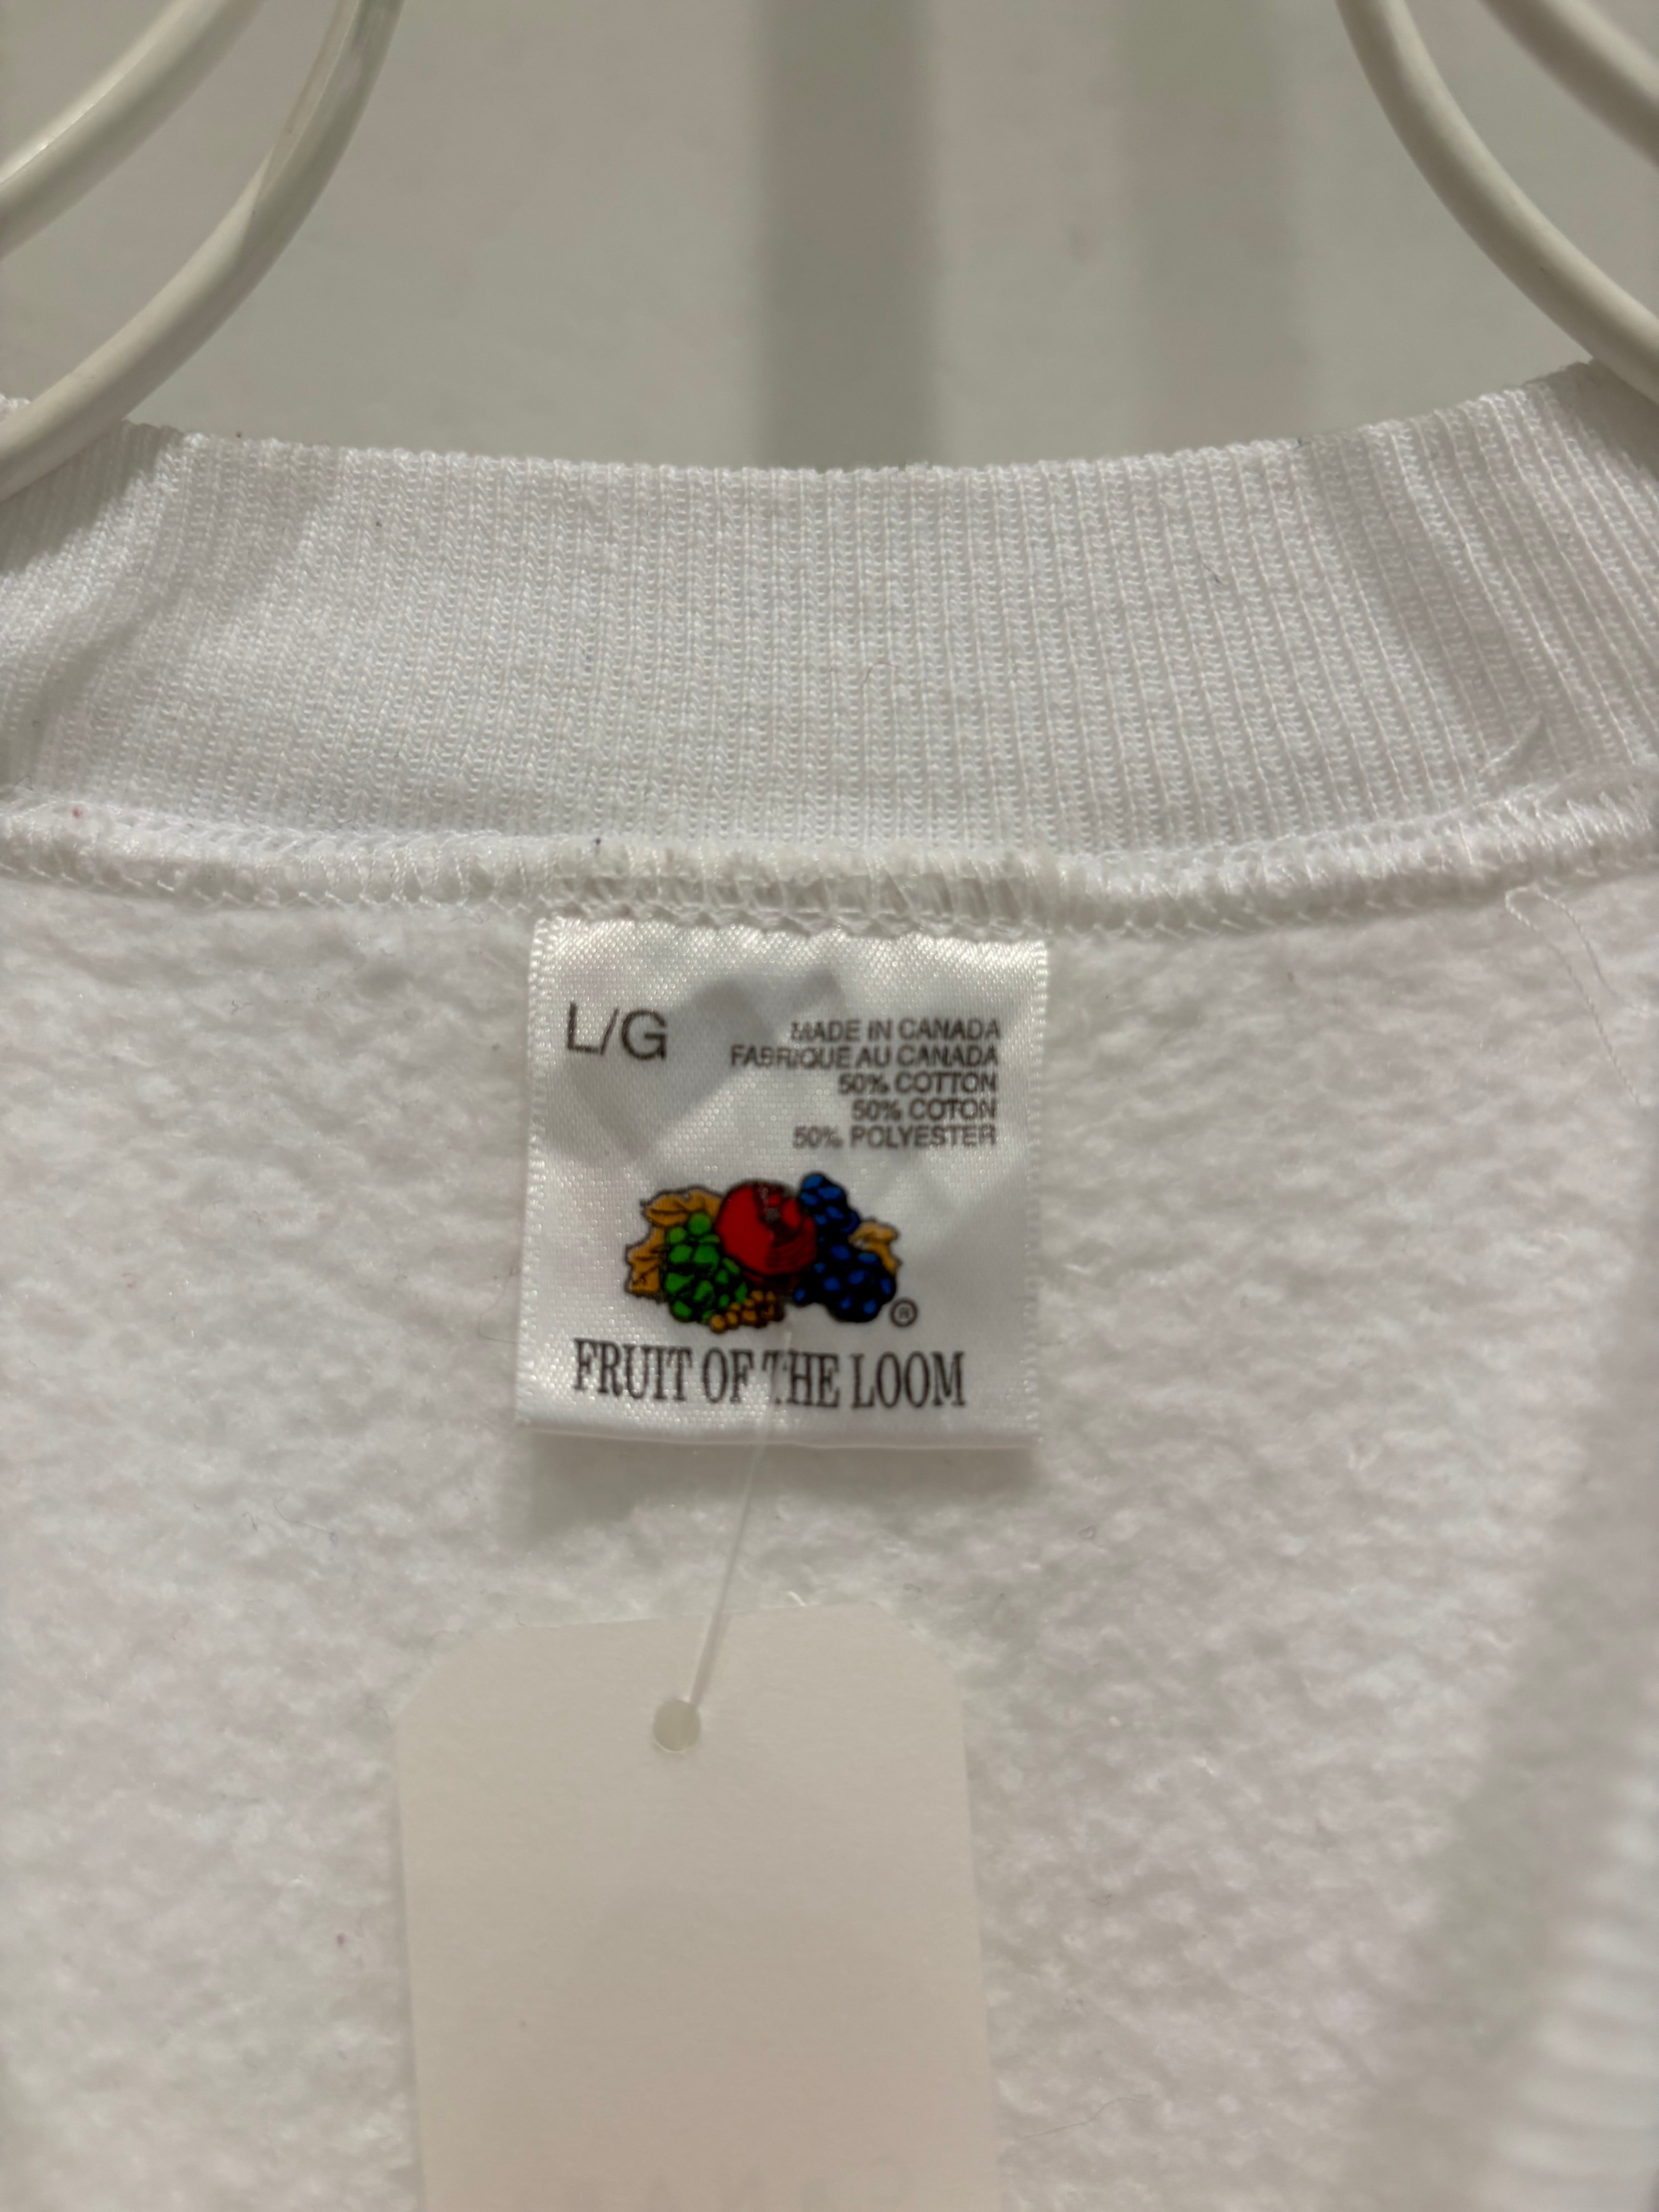 L/G
MADE IN CANADA
FABRIQUE AU CANADA
50% COTTON
50% COTON
50% POLYESTER
®
FRUIT OF THE LOOM